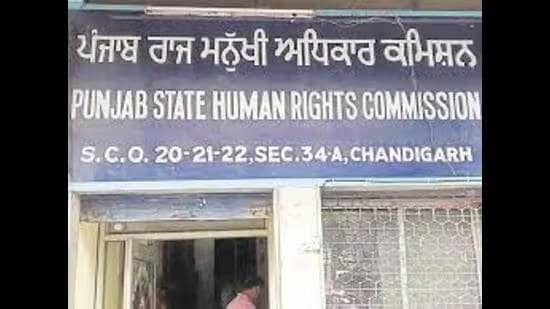 ਪੰਜਾਬ ਰਾਜ ਮਨੁੱਖੀ ਅਧਿਕਾਰ ਕਮਿਸ਼ਨ
PUNJAB STATE HUMAN RIGHTS COMMISSION
S.C.O. 20-21-22, SEC.34-A, CHANDIGARH